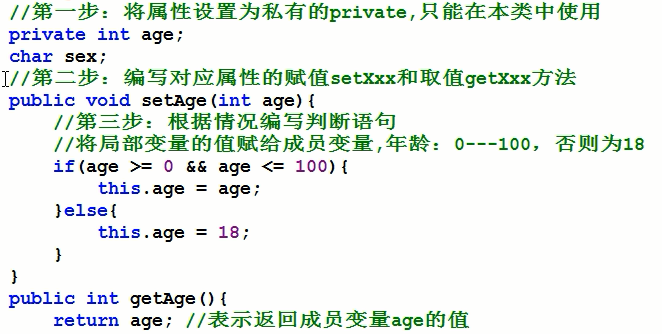 //第一步：将属性设置为私有的private,只能在本类中使用
private int age;
char sex;
//第二步：编写对应属性的赋值setXxx和取值getXxx方法
public void setAge(int age){
    //第三步：根据情况编写判断语句
    //将局部变量的值赋给成员变量,年龄：0---100，否则为18
    if(age >= 0 && age <= 100){
        this.age = age;
    }else{
        this.age = 18;
    }
}
public int getAge(){
    return age; //表示返回成员变量age的值